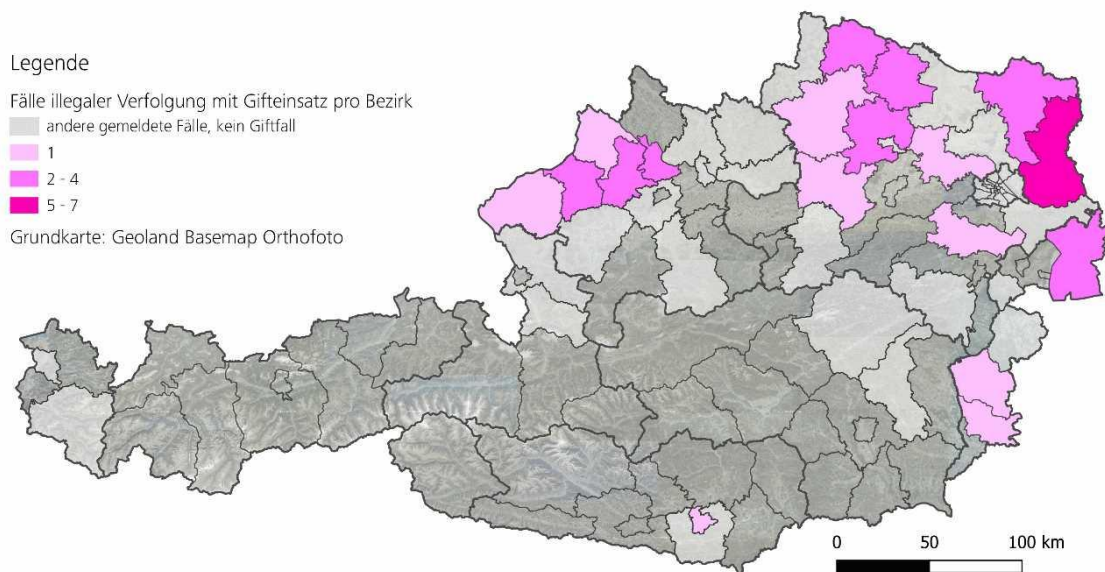 Legende
Fälle illegaler Verfolgung mit Gifteinsatz pro Bezirk
andere gemeldete Fälle, kein Giftfall
1
2 - 4
5 - 7
Grundkarte: Geoland Basemap Orthofoto
0 50 100 km